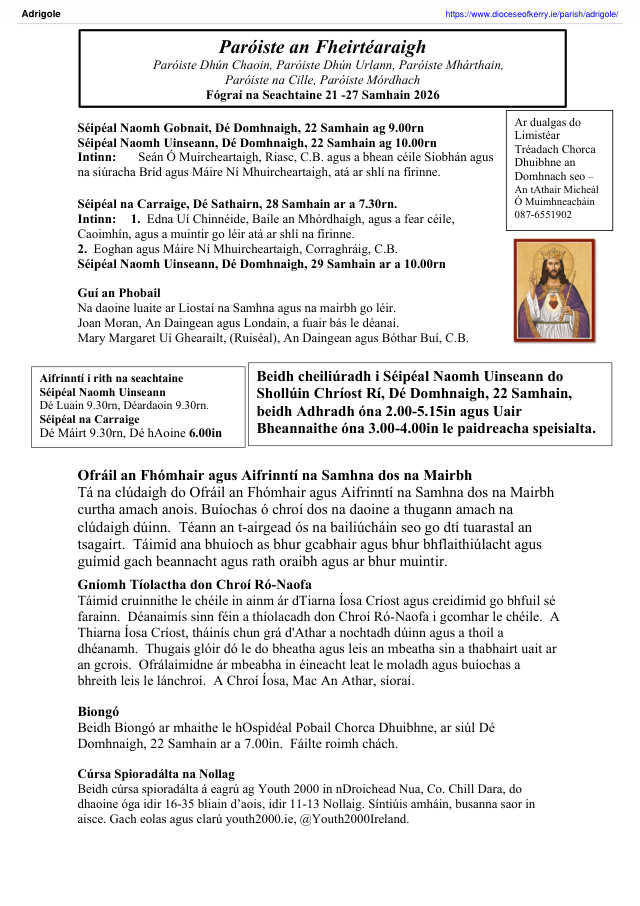 Adrigole
https://www.dioceseofkerry.ie/parish/adrigole/
Paróiste an Fheirtéaraigh
Paróiste Dhún Chaoin, Paróiste Dhún Urlann, Paróiste Mhárthain,
Paróiste na Cille, Paróiste Mórdhach
Fógraí na Seachtaine 21 -27 Samhain 2026
Séipéal Naomh Gobnait, Dé Domhnaigh, 22 Samhain ag 9.00rn
Séipéal Naomh Uinseann, Dé Domhnaigh, 22 Samhain ag 10.00rn
Intinn: Seán Ó Muircheartaigh, Riasc, C.B. agus a bhean céile Siobhán agus
na siúracha Bríd agus Máire Ní Mhuircheartaigh, atá ar shlí na fírinne.
Séipéal na Carraige, Dé Sathairn, 28 Samhain ar a 7.30rn.
Intinn: 1. Edna Uí Chinnéide, Baile an Mhórdhaigh, agus a fear céile,
Caoimhín, agus a muintir go léir atá ar shlí na fírinne.
2. Eoghan agus Máire Ní Mhuircheartaigh, Corraghráig, C.B.
Séipéal Naomh Uinseann, Dé Domhnaigh, 29 Samhain ar a 10.00rn
Guí an Phobail
Na daoine luaite ar Liostaí na Samhna agus na mairbh go léir.
Joan Moran, An Daingean agus Londain, a fuair bás le déanaí.
Mary Margaret Uí Ghearailt, (Ruiséal), An Daingean agus Bóthar Buí, C.B.
Ar dualgas do
Limistéar
Tréadach Chorca
Dhuibhne an
Domhnach seo –
An tAthair Mícheál
Ó Muimhneacháin
087-6551902
Aifrinntí i rith na seachtaine
Séipéal Naomh Uinseann
Dé Luain 9.30rn, Déardaoin 9.30rn.
Séipéal na Carraige
Dé Máirt 9.30rn, Dé hAoine 6.00in
Beidh cheiliúradh i Séipéal Naomh Uinseann do
Shollúin Chríost Rí, Dé Domhnaigh, 22 Samhain,
beidh Adhradh óna 2.00-5.15in agus Uair
Bheannaithe óna 3.00-4.00in le paidreacha speisialta.
Ofráil an Fhómhair agus Aifrinntí na Samhna dos na Mairbh
Tá na clúdaigh do Ofráil an Fhómhair agus Aifrinntí na Samhna dos na Mairbh
curtha amach anois. Buíochas ó chroí dos na daoine a thugann amach na
clúdaigh dúinn. Téann an t-airgead ós na bailiúcháin seo go dtí tuarastal an
tsagairt. Táimid ana bhuíoch as bhur gcabhair agus bhur bhflaithiúlacht agus
guímid gach beannacht agus rath oraibh agus ar bhur muintir.
Gníomh Tíolactha don Chroí Ró-Naofa
Táimid cruinnithe le chéile in ainm ár dTiarna Íosa Críost agus creidimid go bhfuil sé
farainn. Déanaimís sinn féin a thíolacadh don Chroí Ró-Naofa i gcomhar le chéile. A
Thiarna Íosa Críost, tháinís chun grá d'Athar a nochtadh dúinn agus a thoil a
dhéanamh. Thugais glóir dó le do bheatha agus leis an mbeatha sin a thabhairt uait ar
an gcrois. Ofrálaimidne ár mbeabha in éineacht leat le moladh agus buíochas a
bhreith leis le lánchroí. A Chroí Íosa, Mac An Athar, síoraí.
Biongó
Beidh Biongó ar mhaithe le hOspidéal Pobail Chorca Dhuibhne, ar siúl Dé
Domhnaigh, 22 Samhain ar a 7.00in. Fáilte roimh chách.
Cúrsa Spioradálta na Nollag
Beidh cúrsa spioradálta á eagrú ag Youth 2000 in nDroichead Nua, Co. Chill Dara, do
dhaoine óga idir 16-35 bliain d’aois, idir 11-13 Nollaig. Síntiúis amháin, busanna saor in
aisce. Gach eolas agus clarú youth2000.ie, @Youth2000Ireland.